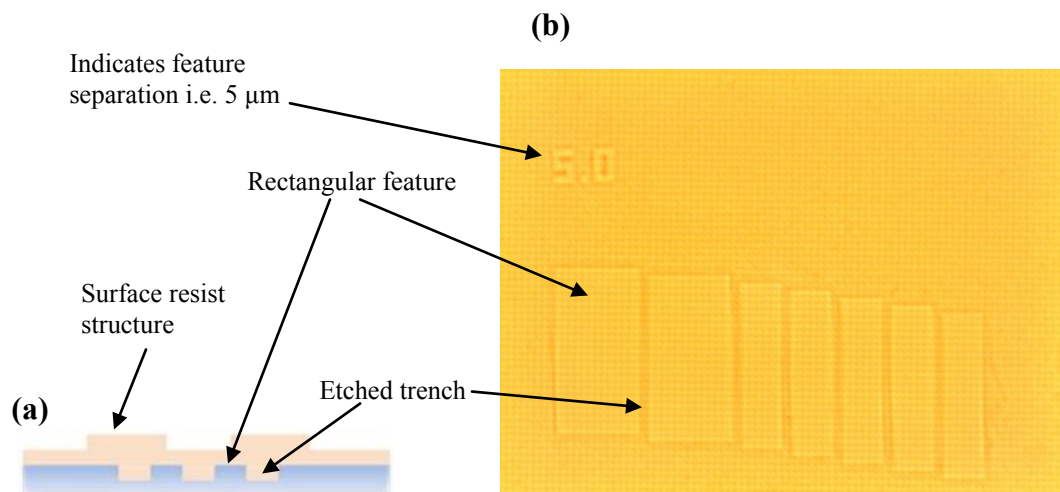 (b)
Indicates feature
separation i.e. 5 μm
5.0
Rectangular feature
Surface resist
structure
Etched trench
(a)